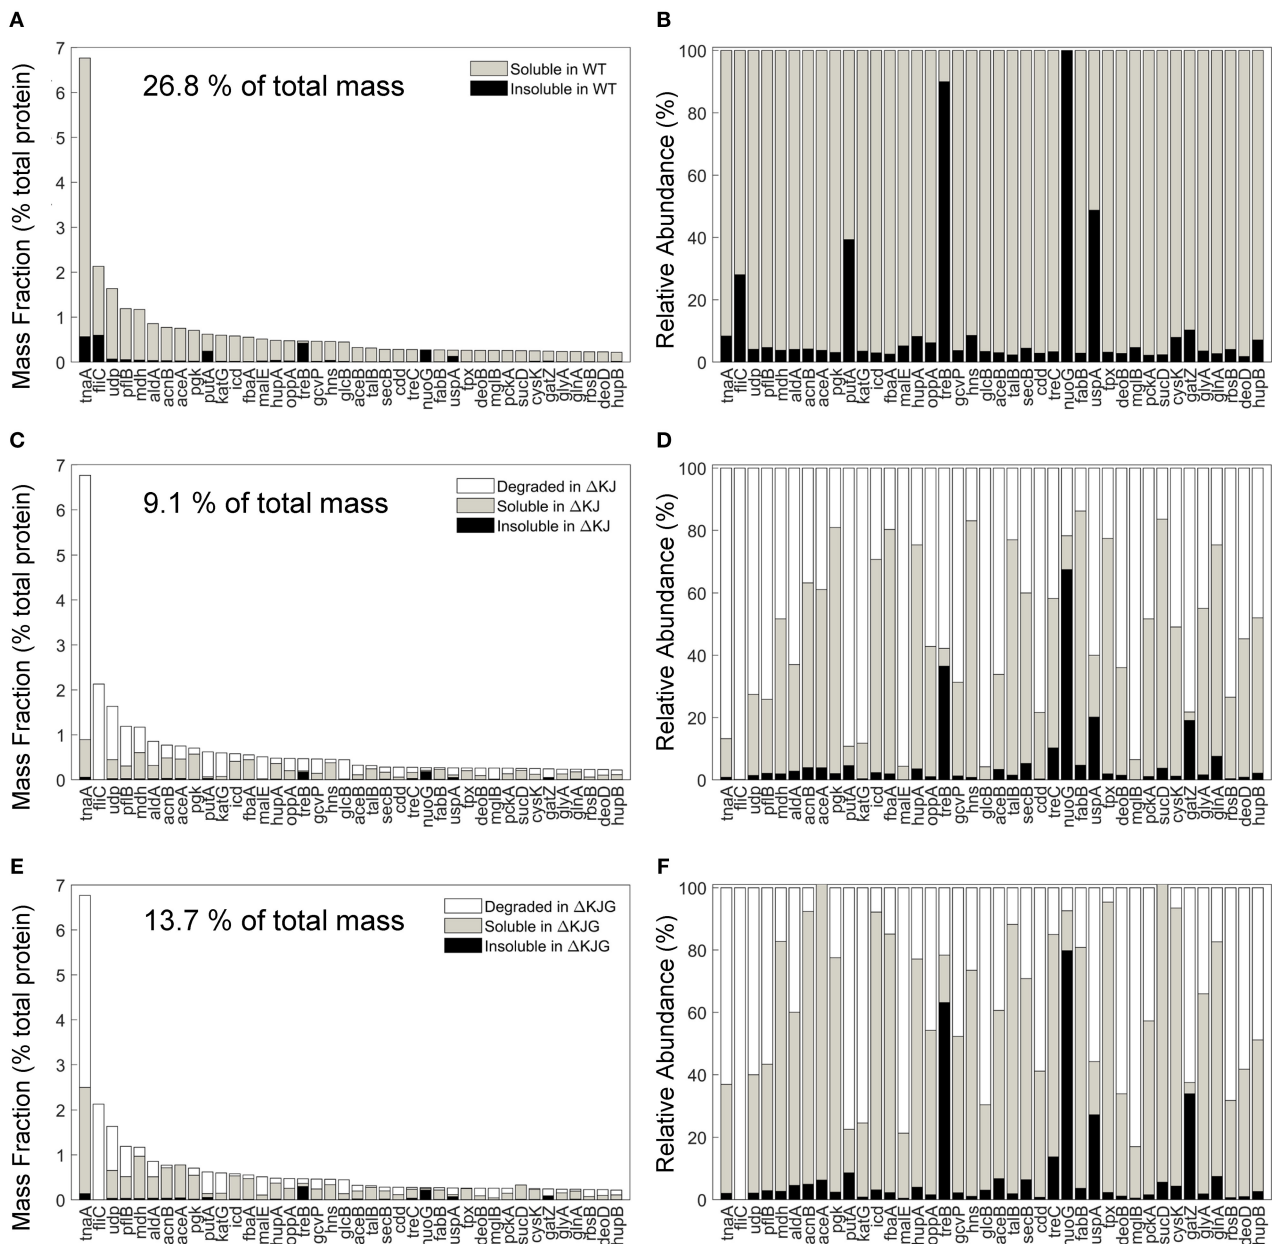 A
Mass Fraction (% total protein)
7
6
5
4
3
2
1
0
26.8 % of total mass
Soluble in WT
Insoluble in WT
tnaA fliC udp pflB mdh aldA acnB aceA pgk putA katG icd fbaA malE hupA oppA treB gcvP hns glcB aceB talB secB cdd treC nuoG fabB uspA fpx deoB mglB pckA sucD cysK gatZ glyA glnA rbsB deoD hupB
B
Relative Abundance (%)
100
80
60
40
20
0
tnaA fliC udp pflB mdh aldA acnB aceA pgk putA katG icd fbaA malE hupA oppA treB gcvP hns glcB aceB talB secB cdd treC nuoG fabB uspA fpx deoB mglB pckA sucD cysK gatZ glyA glnA rbsB deoD hupB
C
Mass Fraction (% total protein)
7
6
5
4
3
2
1
0
9.1 % of total mass
Degraded in ΔKJ
Soluble in ΔKJ
Insoluble in ΔKJ
tnaA fliC udp pflB mdh aldA acnB aceA pgk putA katG icd fbaA malE hupA oppA treB gcvP hns glcB aceB talB secB cdd treC nuoG fabB uspA fpx deoB mglB pckA sucD cysK gatZ glyA glnA rbsB deoD hupB
D
Relative Abundance (%)
100
80
60
40
20
0
tnaA fliC udp pflB mdh aldA acnB aceA pgk putA katG icd fbaA malE hupA oppA treB gcvP hns glcB aceB talB secB cdd treC nuoG fabB uspA fpx deoB mglB pckA sucD cysK gatZ glyA glnA rbsB deoD hupB
E
Mass Fraction (% total protein)
7
6
5
4
3
2
1
0
13.7 % of total mass
Degraded in ΔKJG
Soluble in ΔKJG
Insoluble in ΔKJG
tnaA fliC udp pflB mdh aldA acnB aceA pgk putA katG icd fbaA malE hupA oppA treB gcvP hns glcB aceB talB secB cdd treC nuoG fabB uspA fpx deoB mglB pckA sucD cysK gatZ glyA glnA rbsB deoD hupB
F
Relative Abundance (%)
100
80
60
40
20
0
tnaA fliC udp pflB mdh aldA acnB aceA pgk putA katG icd fbaA malE hupA oppA treB gcvP hns glcB aceB talB secB cdd treC nuoG fabB uspA fpx deoB mglB pckA sucD cysK gatZ glyA glnA rbsB deoD hupB